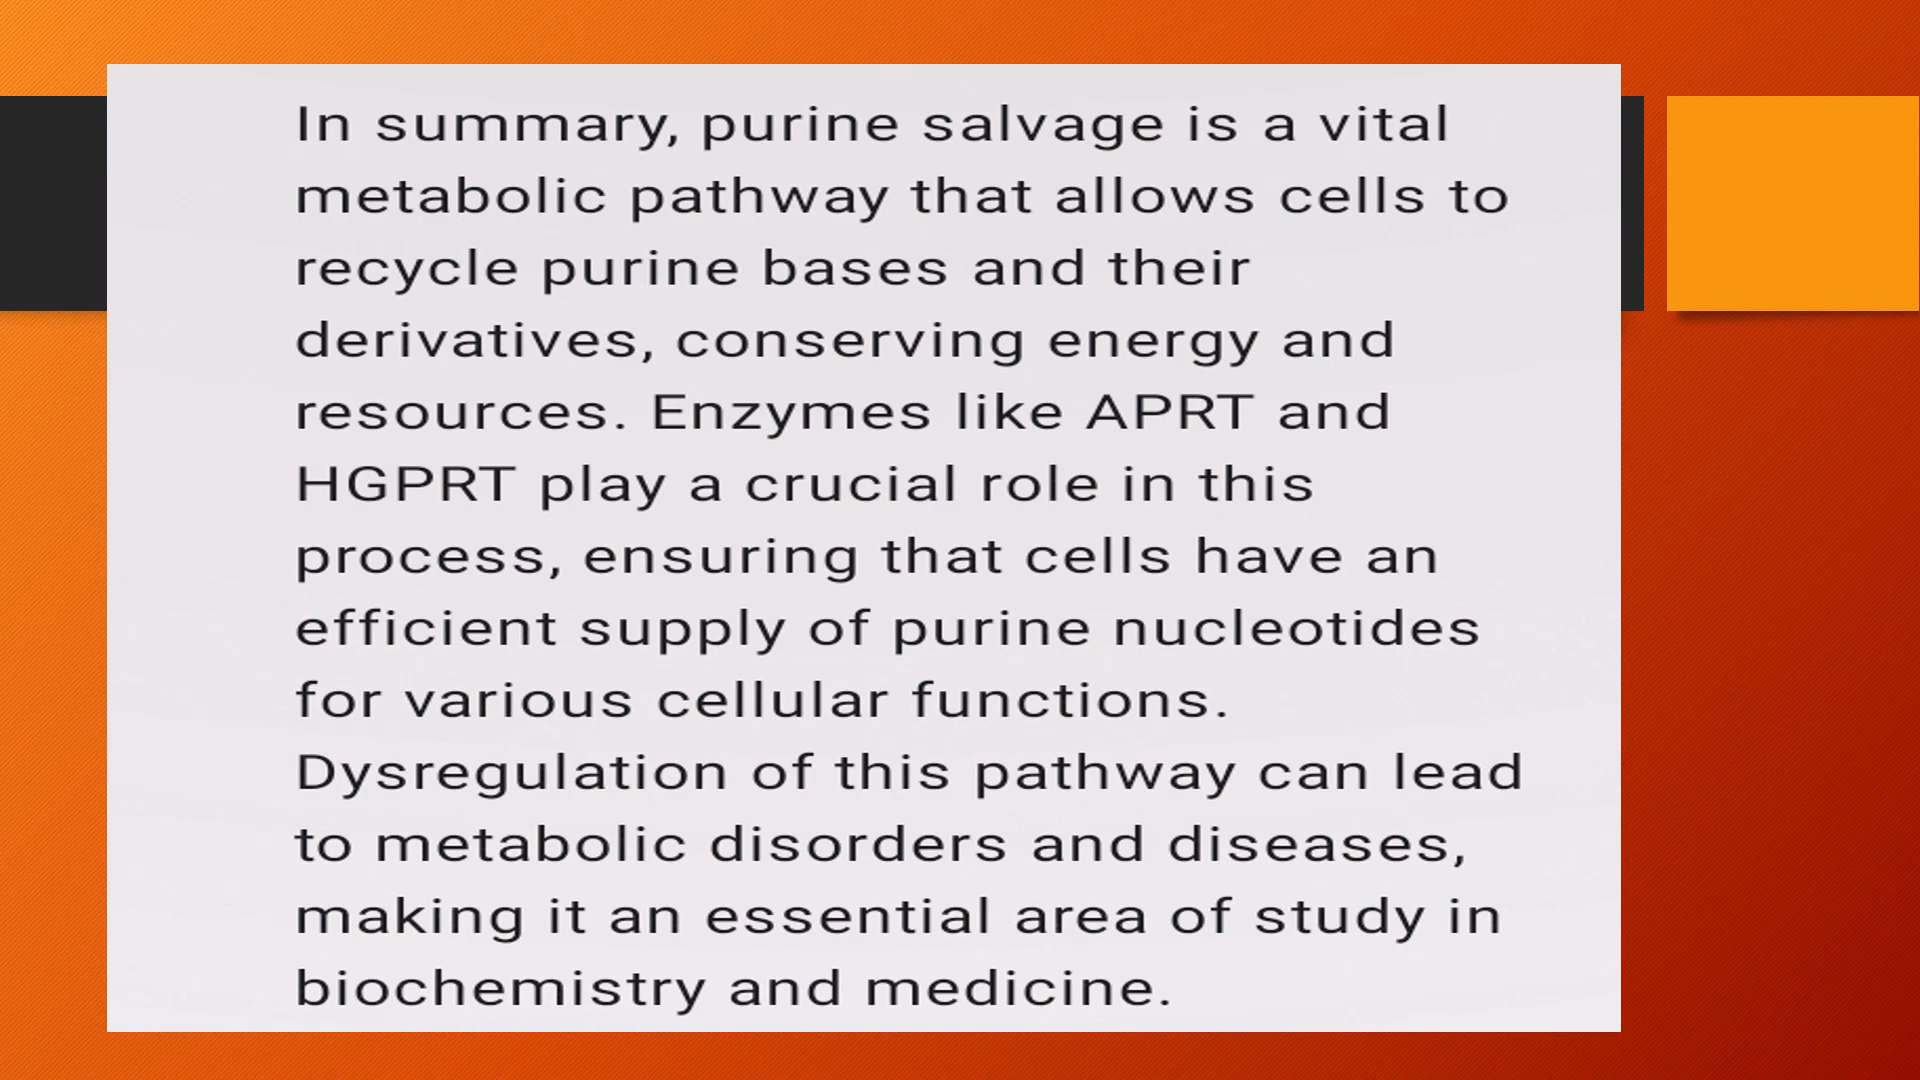 In summary, purine salvage is a vital
metabolic pathway that allows cells to
recycle purine bases and their
derivatives, conserving energy and
resources. Enzymes like APRT and
HGPRT play a crucial role in this
process, ensuring that cells have an
efficient supply of purine nucleotides
for various cellular functions.
Dysregulation of this pathway can lead
to metabolic disorders and diseases,
making it an essential area of study in
biochemistry and medicine.